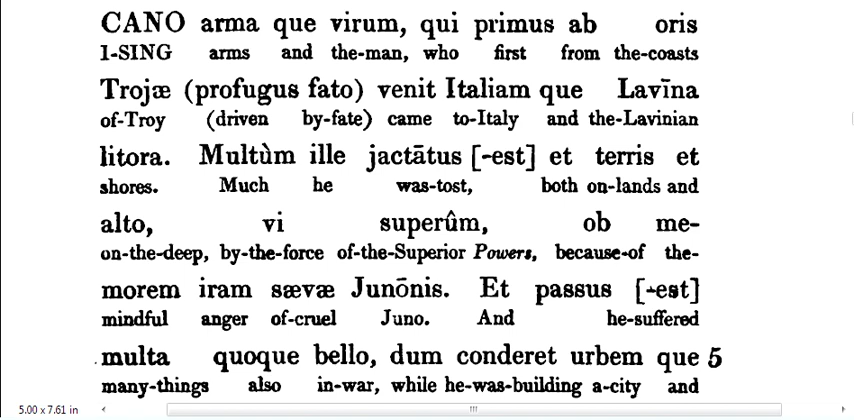 CANO arma que virum, qui primus ab oris
I-SING arms and the-man, who first from the-coasts
Trojæ (profugus fato) venit Italiam que Lavīna
of-Troy (driven by-fate) came to-Italy and the-Lavinian
litora. Multùm ille jactātus [-est] et terris et
shores. Much he was-tost, both on-lands and
alto, vi superûm, ob me-
on-the-deep, by-the-force of-the-Superior Powers, because-of the-
morem iram sævæ Junōnis. Et passus [-est]
mindful anger of-cruel Juno. And he-suffered
multa quoque bello, dum conderet urbem que 5
many-things also in-war, while he-was-building a-city and
5.00 x 7.61 in